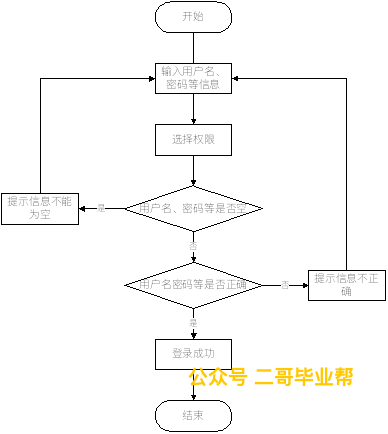 开始
输入用户名、
密码等信息
选择权限
用户名、密码等是否空
是
提示信息不能
为空
否
用户名密码等是否正确
否
提示信息不正
确
是
登录成功
公众号 二哥毕业帮
结束